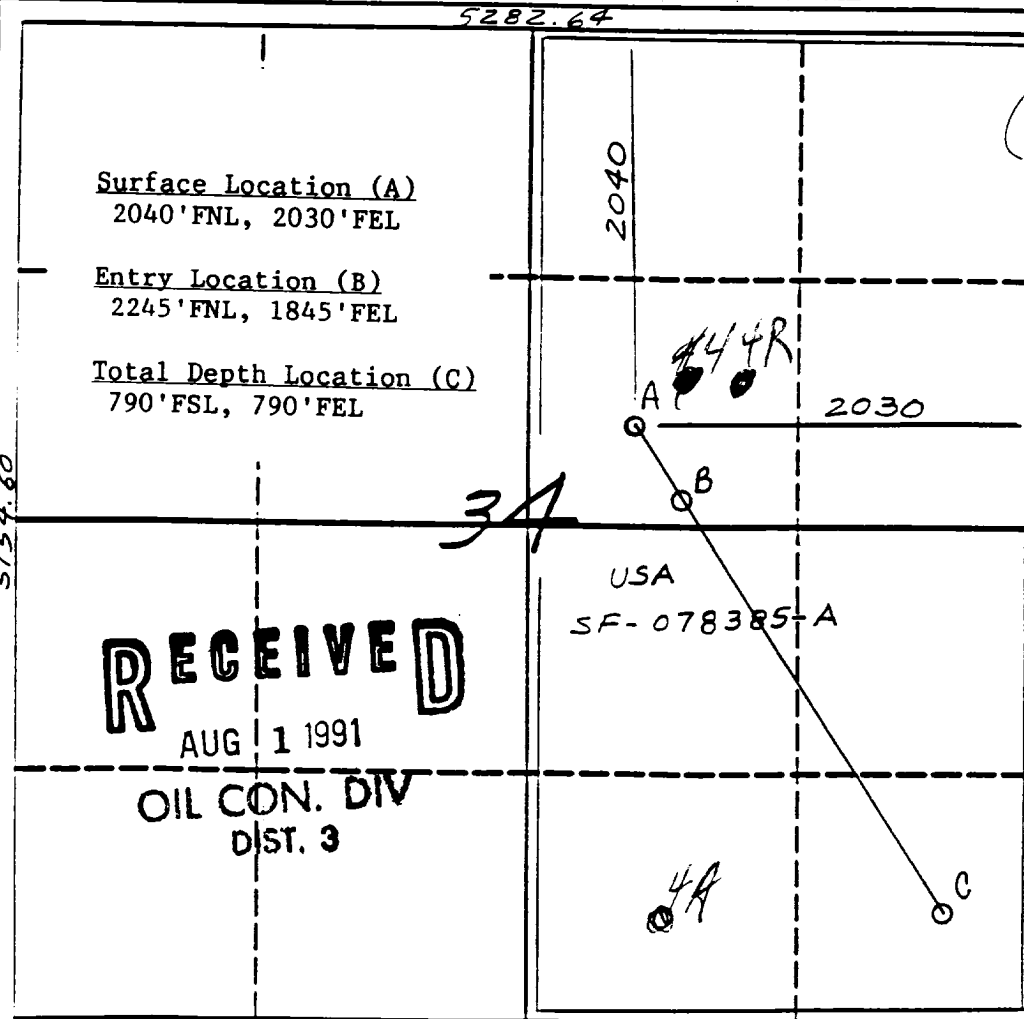 5282.64
Surface Location (A)
2040'FNL, 2030'FEL
Entry Location (B)
2245'FNL, 1845'FEL
Total Depth Location (C)
790'FSL, 790'FEL
2040
4R
A
2030
B
34
USA
SF-078385-A
RECEIVED
AUG 1 1991
OIL CON. DIV
DIST. 3
4A
C